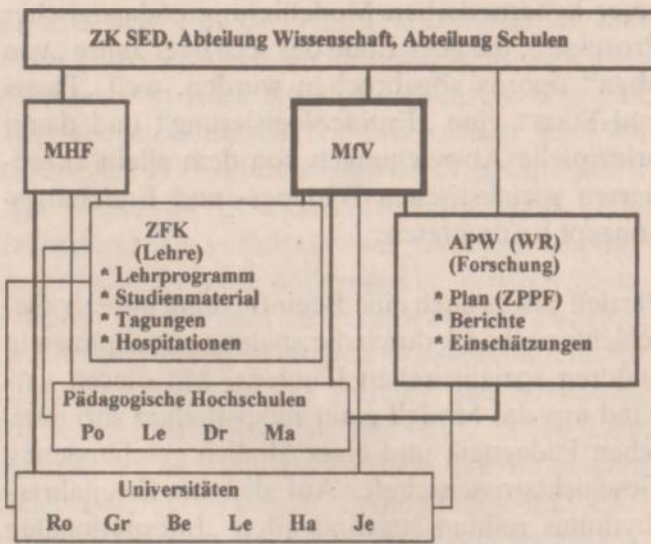 ZK SED, Abteilung Wissenschaft, Abteilung Schulen
MHF
MfV
ZFK
(Lehre)
* Lehrprogramm
* Studienmaterial
* Tagungen
* Hospitationen
APW (WR)
(Forschung)
* Plan (ZPPF)
* Berichte
* Einschätzungen
Pädagogische Hochschulen
Po Le Dr Ma
Universitäten
Ro Gr Be Le Ha Je